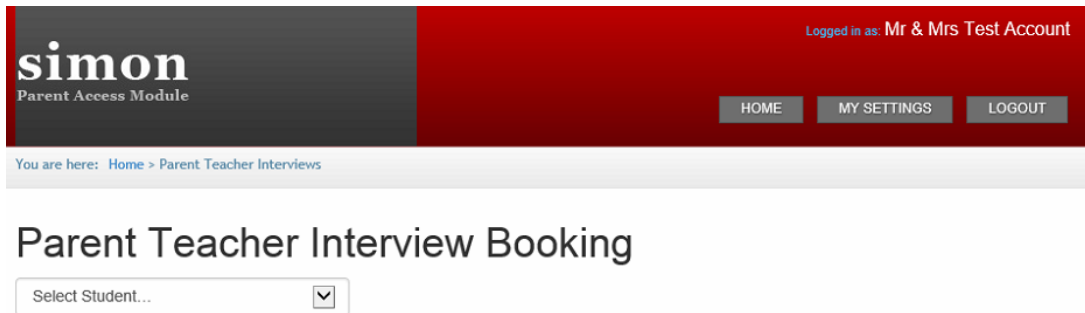 Logged in as: Mr & Mrs Test Account
simon
Parent Access Module
HOME MY SETTINGS LOGOUT
You are here: Home > Parent Teacher Interviews
Parent Teacher Interview Booking
Select Student...